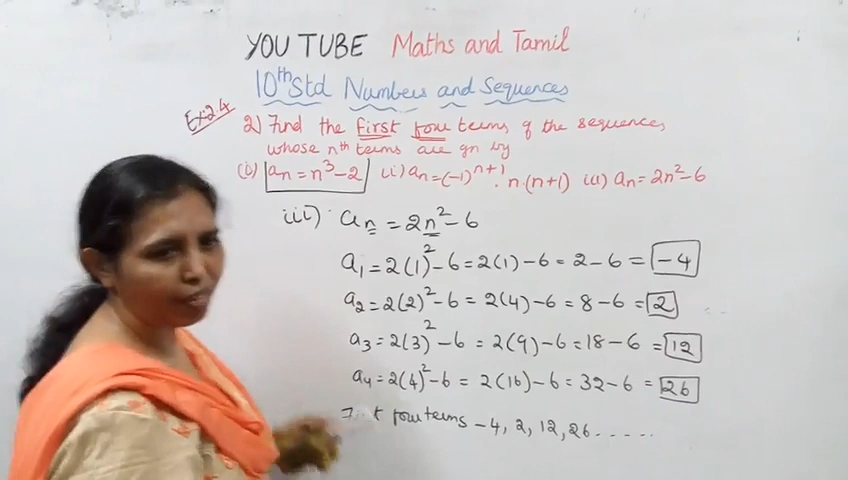 YOU TUBE Maths and Tamil
10th Std Numbers and Sequences
Ex:2.4
2) Find the first four terms of the sequences
whose nth terms are gn by
(i) aₙ = n³ – 2 ii) aₙ = (–1)ⁿ⁺¹ . n.(n+1) iii) aₙ = 2n² – 6
iii) aₙ = 2n² – 6
a₁ = 2(1)² – 6 = 2(1) – 6 = 2 – 6 = –4
a₂ = 2(2)² – 6 = 2(4) – 6 = 8 – 6 = 2
a₃ = 2(3)² – 6 = 2(9) – 6 = 18 – 6 = 12
a₄ = 2(4)² – 6 = 2(16) – 6 = 32 – 6 = 26
four terms –4, 2, 12, 26 . . . . .